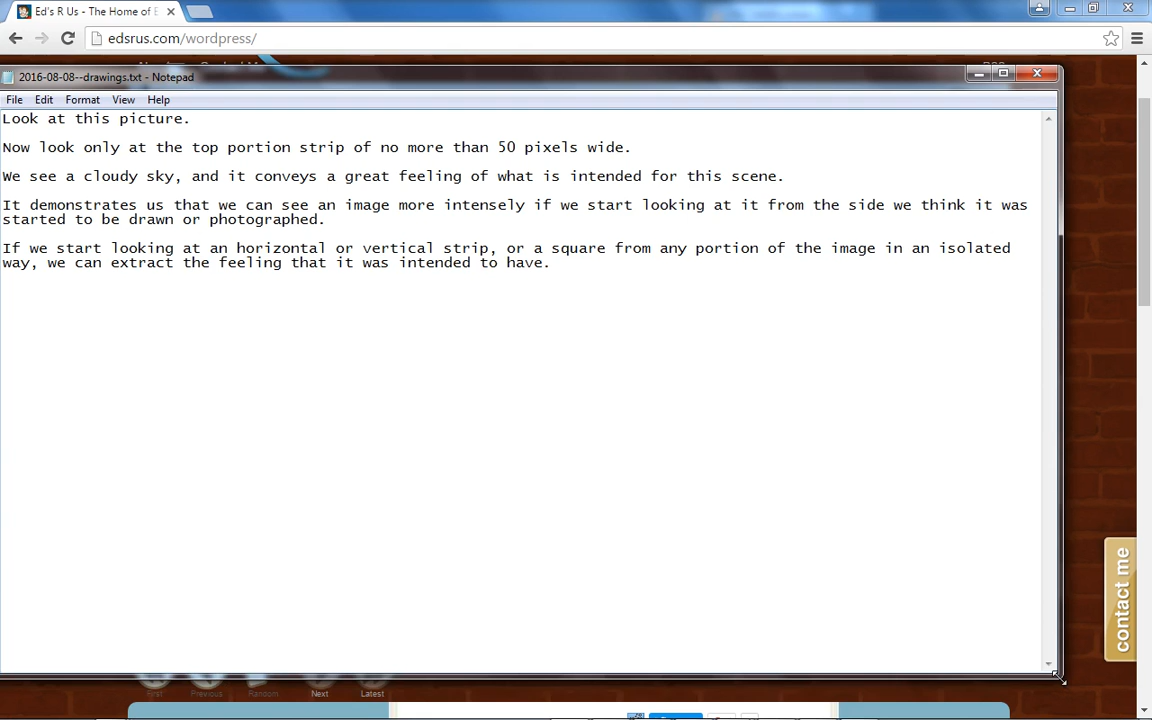 Ed's R Us - The Home of E
edsrus.com/wordpress/
2016-08-08--drawings.txt - Notepad
File Edit Format View Help
Look at this picture.
Now look only at the top portion strip of no more than 50 pixels wide.
We see a cloudy sky, and it conveys a great feeling of what is intended for this scene.
It demonstrates us that we can see an image more intensely if we start looking at it from the side we think it was
started to be drawn or photographed.
If we start looking at an horizontal or vertical strip, or a square from any portion of the image in an isolated
way, we can extract the feeling that it was intended to have.
contact me
First Previous Random Next Latest